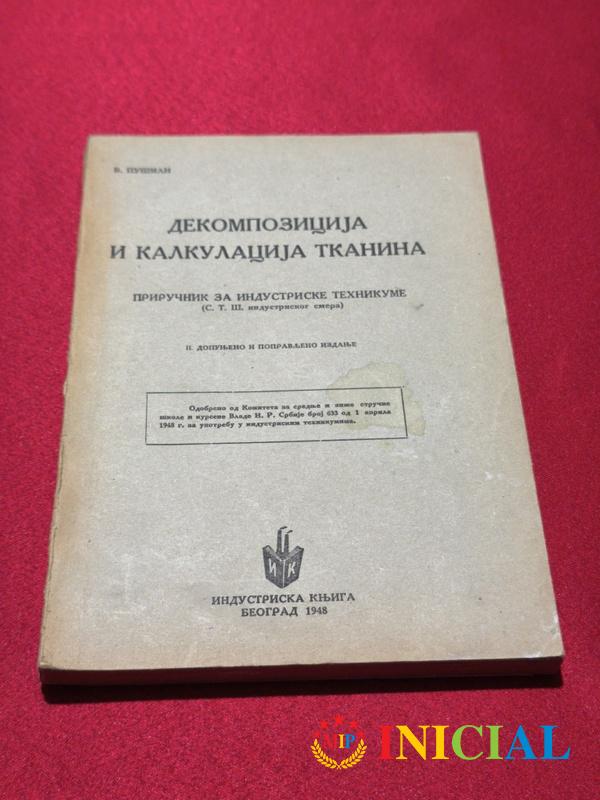 В. ПУШМАН
ДЕКОМПОЗИЦИЈА
И КАЛКУЛАЦИЈА ТКАНИНА
ПРИРУЧНИК ЗА ИНДУСТРИСКЕ ТЕХНИКУМЕ
(С. Т. Ш. индустриског смера)
II. ДОПУЊЕНО И ПОПРАВЉЕНО ИЗДАЊЕ
Одобрено од Комитета за средње и ниже стручне
школе и курсеве Владе Н. Р. Србије број 633 од 1 априла
1948 г. за употребу у индустриским техникумима.
И К
ИНДУСТРИСКА КЊИГА
БЕОГРАД 1948
VIP INICIAL